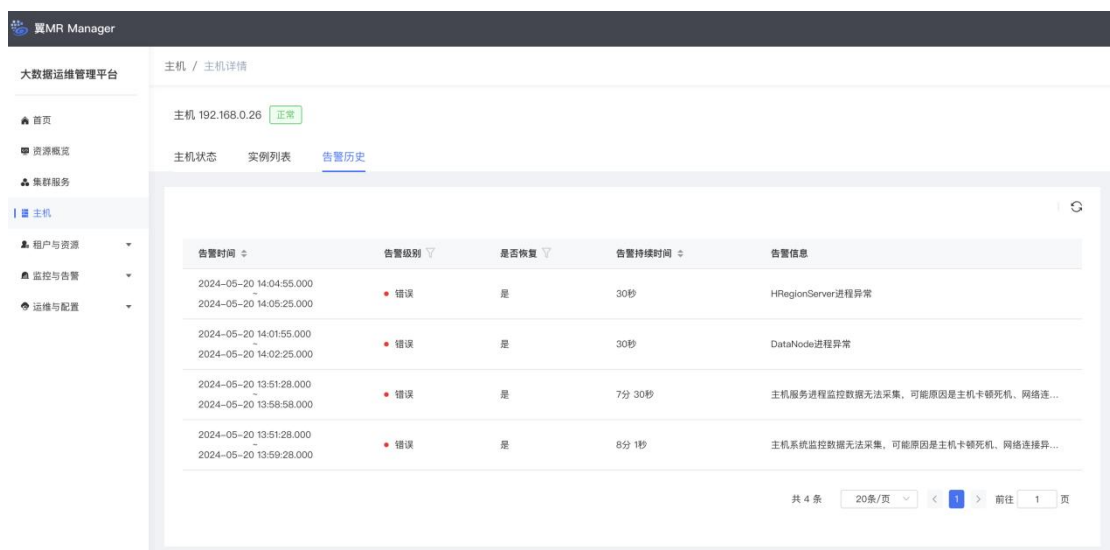 翼MR Manager
大数据运维管理平台
主机 / 主机详情
首页
资源概览
集群服务
主机
租户与资源
监控与告警
运维与配置
主机 192.168.0.26 正常
主机状态 实例列表 告警历史
告警时间 告警级别 是否恢复 告警持续时间 告警信息
2024-05-20 14:04:55.000
~
2024-05-20 14:05:25.000
错误 是 30秒 HRegionServer进程异常
2024-05-20 14:01:55.000
~
2024-05-20 14:02:25.000
错误 是 30秒 DataNode进程异常
2024-05-20 13:51:28.000
~
2024-05-20 13:58:58.000
错误 是 7分 30秒 主机服务进程监控数据无法采集，可能原因是主机卡顿死机、网络连...
2024-05-20 13:51:28.000
~
2024-05-20 13:59:28.000
错误 是 8分 1秒 主机系统监控数据无法采集，可能原因是主机卡顿死机、网络连接异...
共 4 条 20条/页 1 前往 1 页